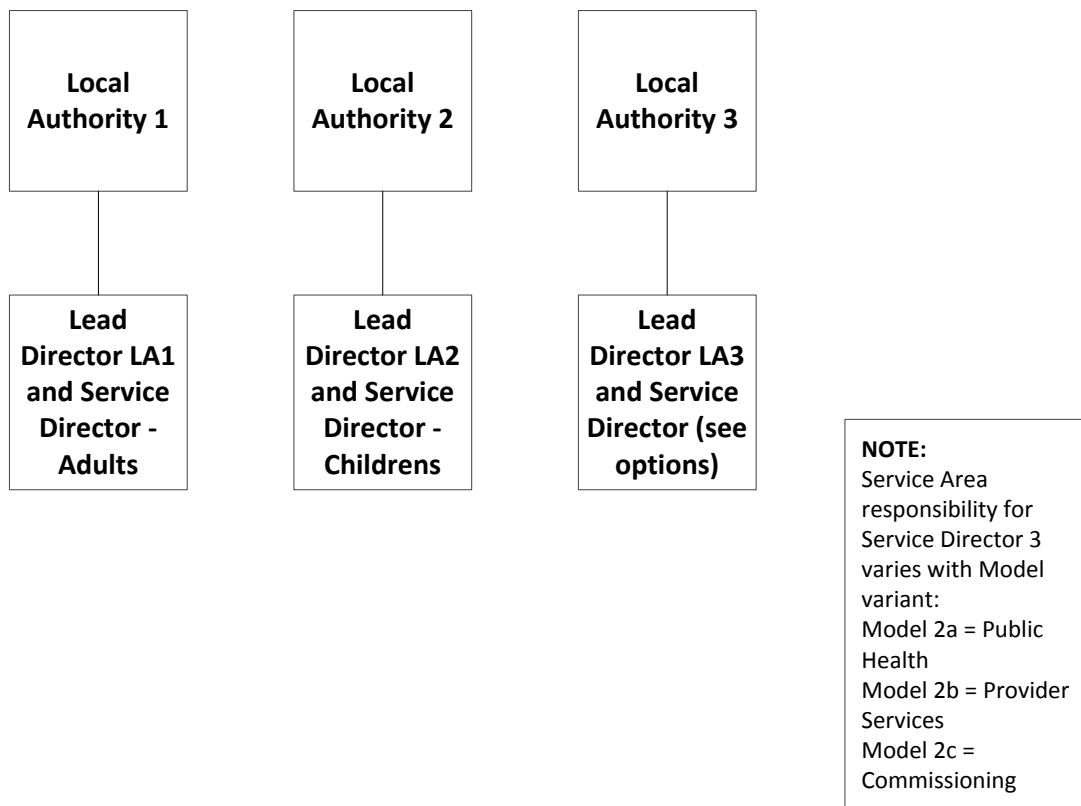 Local
Authority 1
Local
Authority 2
Local
Authority 3
Lead
Director LA1
and Service
Director -
Adults
Lead
Director LA2
and Service
Director -
Childrens
Lead
Director LA3
and Service
Director (see
options)
NOTE:
Service Area
responsibility for
Service Director 3
varies with Model
variant:
Model 2a = Public
Health
Model 2b = Provider
Services
Model 2c =
Commissioning